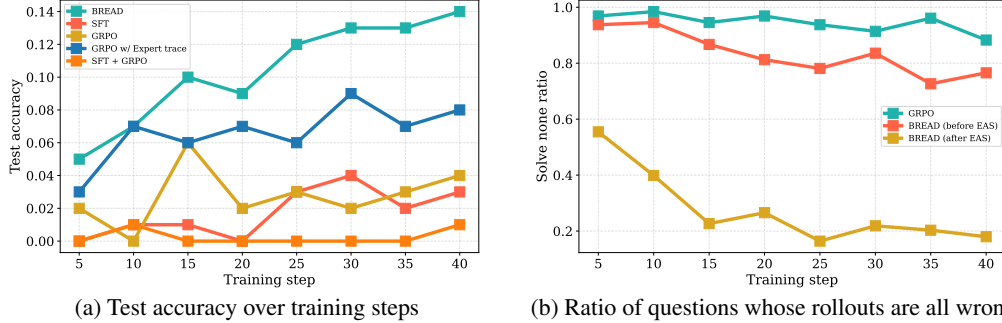 0.14
0.12
0.10
0.08
0.06
0.04
0.02
0.00
Test accuracy
BREAD
SFT
GRPO
GRPO w/ Expert trace
SFT + GRPO
5 10 15 20 25 30 35 40
Training step
(a) Test accuracy over training steps
1.0
0.8
0.6
0.4
0.2
Solve none ratio
GRPO
BREAD (before EAS)
BREAD (after EAS)
5 10 15 20 25 30 35 40
Training step
(b) Ratio of questions whose rollouts are all wron